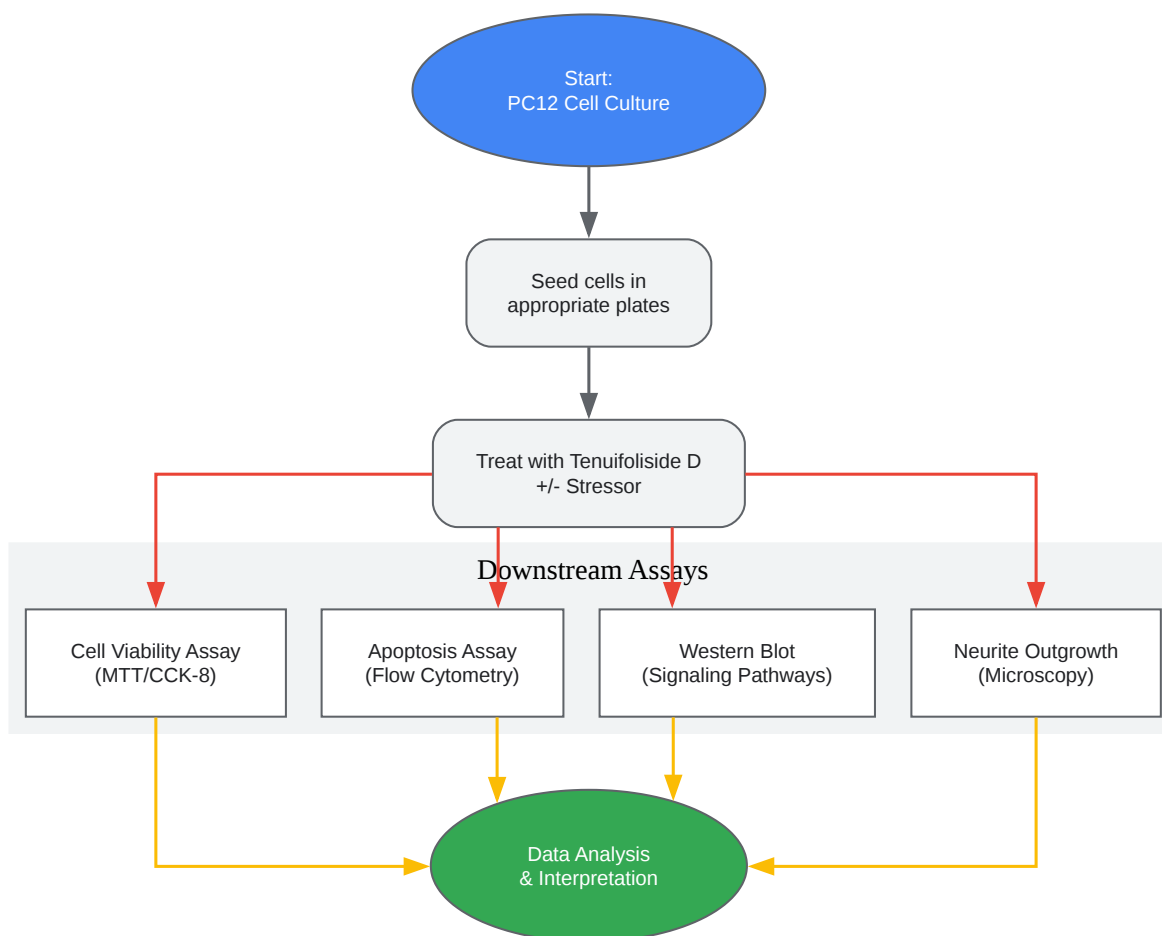 Start:
PC12 Cell Culture
Seed cells in
appropriate plates
Treat with Tenuifoliside D
+/- Stressor
Downstream Assays
Cell Viability Assay
(MTT/CCK-8)
Apoptosis Assay
(Flow Cytometry)
Western Blot
(Signaling Pathways)
Neurite Outgrowth
(Microscopy)
Data Analysis
& Interpretation